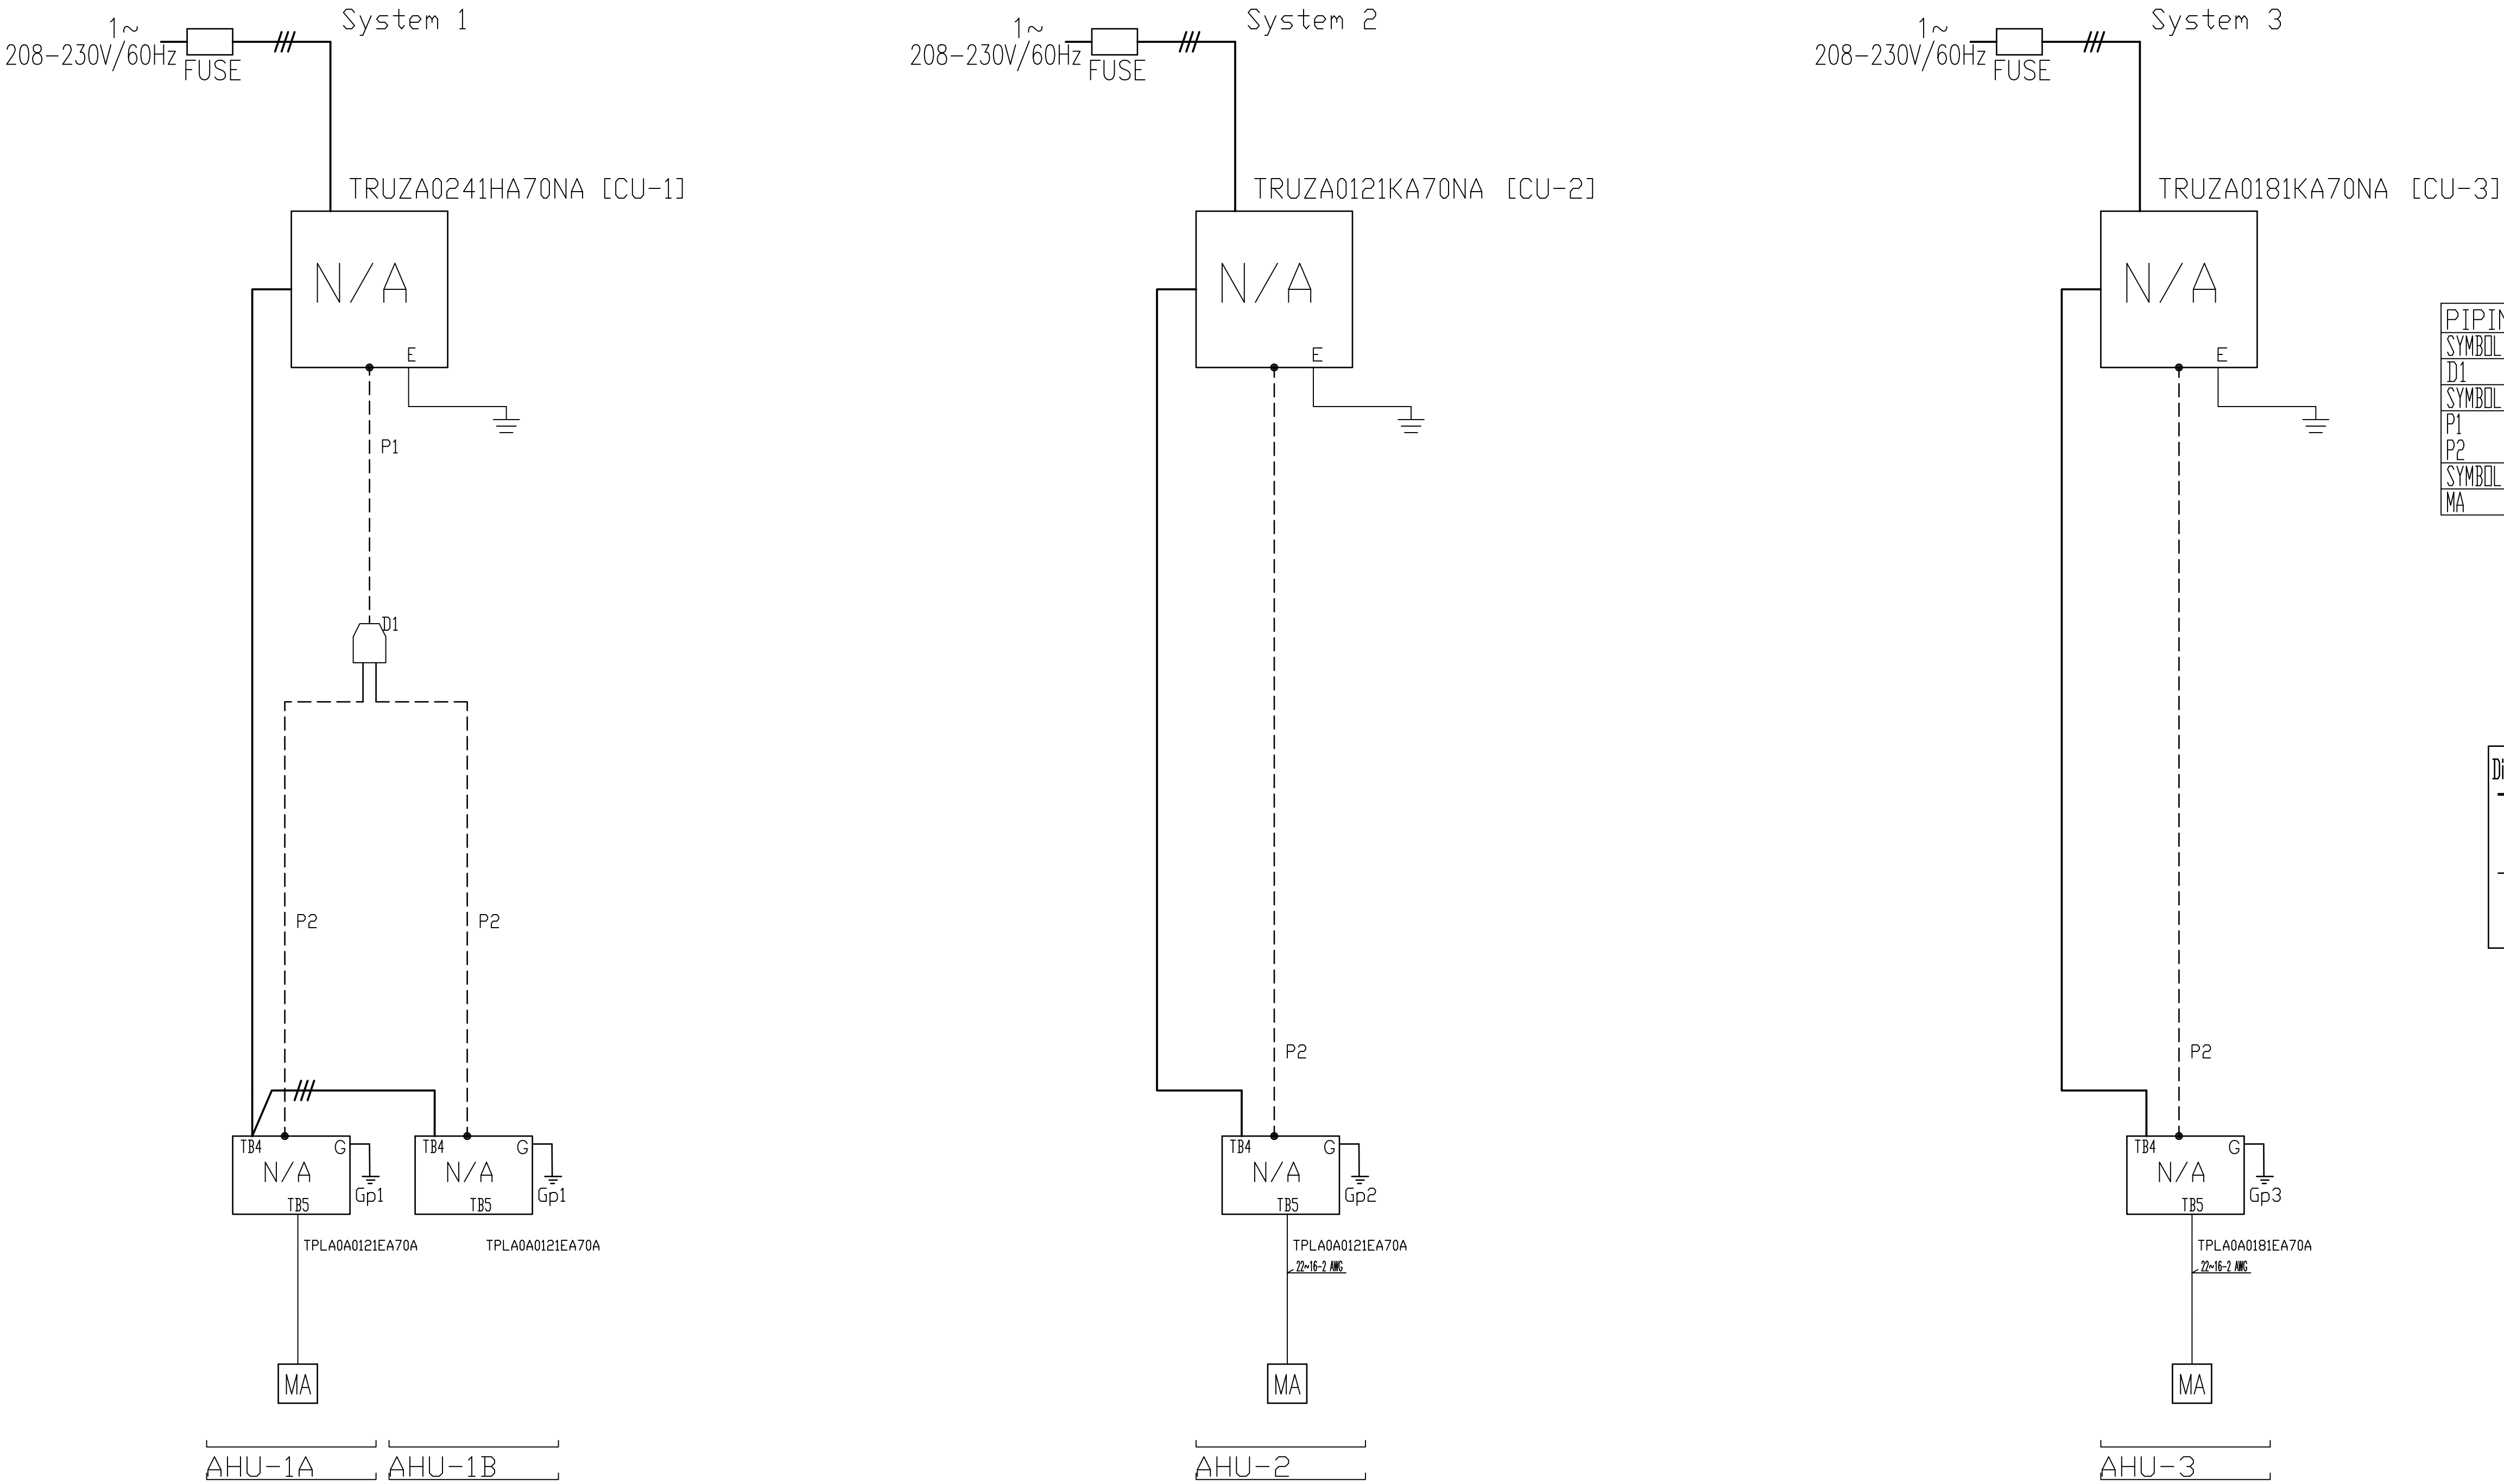 System 1
1~
208-230V/60Hz
FUSE
TRUZA0241HA70NA [CU-1]
N/A
E
P1
D1
P2
P2
TB4
G
N/A
TB5
Gp1
TB4
G
N/A
TB5
Gp1
TPLA0A0121EA70A
TPLA0A0121EA70A
MA
AHU-1A
AHU-1B
System 2
1~
208-230V/60Hz
FUSE
TRUZA0121KA70NA [CU-2]
N/A
E
P2
TB4
G
N/A
TB5
Gp2
TPLA0A0121EA70A
22~16-2 AWG
MA
AHU-2
System 3
1~
208-230V/60Hz
FUSE
TRUZA0181KA70NA [CU-3]
N/A
E
P2
TB4
G
N/A
TB5
Gp3
TPLA0A0181EA70A
22~16-2 AWG
MA
AHU-3
SYMBOL
D1
SYMBOL
P1
P2
SYMBOL
MA